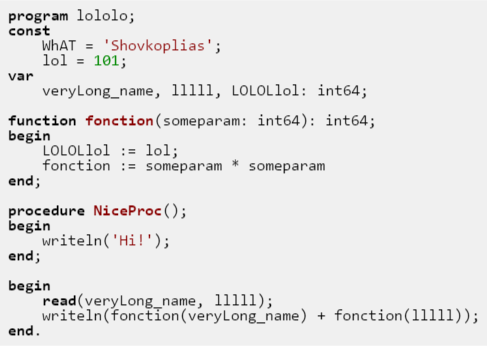 program lololo;
const
    WhAT = 'Shovkoplias';
    lol = 101;
var
    veryLong_name, lllll, LOLOLlol: int64;

function fonction(someparam: int64): int64;
begin
    LOLOLlol := lol;
    fonction := someparam * someparam
end;

procedure NiceProc();
begin
    writeln('Hi!');
end;

begin
    read(veryLong_name, lllll);
    writeln(fonction(veryLong_name) + fonction(lllll));
end.